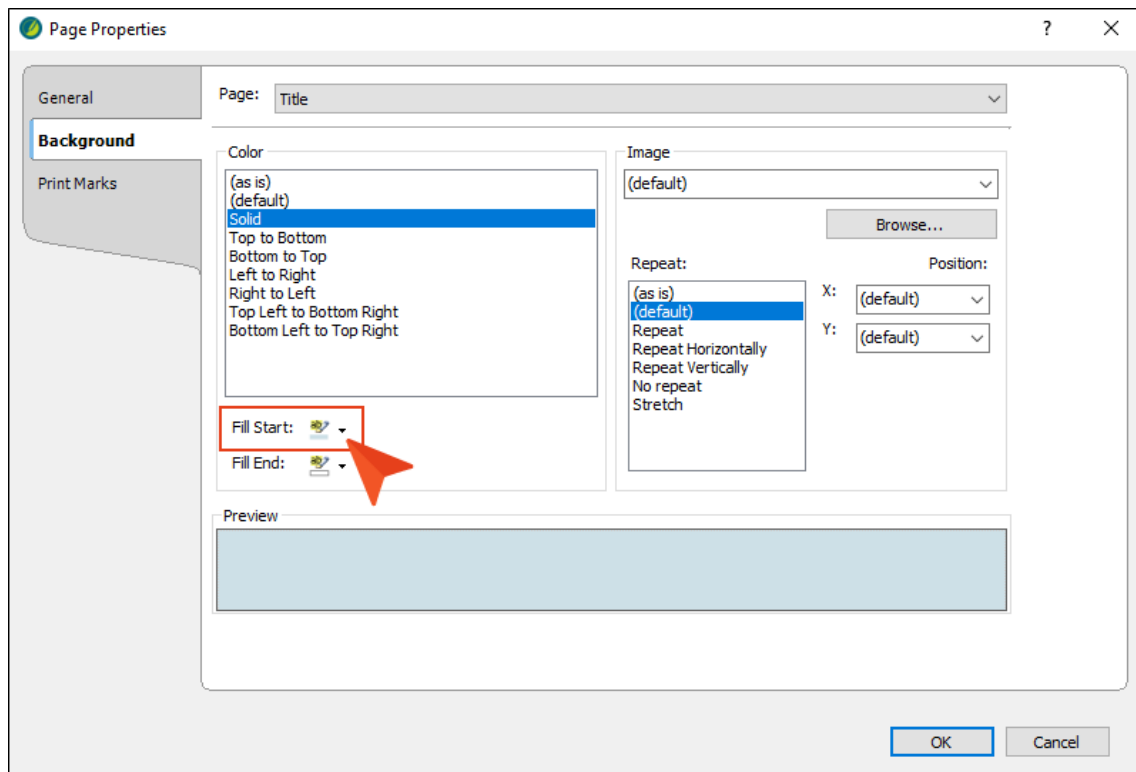 Page Properties
?
General
Background
Print Marks
Page:
Title
Color
(as is)
(default)
Solid
Top to Bottom
Bottom to Top
Left to Right
Right to Left
Top Left to Bottom Right
Bottom Left to Top Right
Fill Start:
Fill End:
Image
(default)
Browse...
Repeat:
(as is)
(default)
Repeat
Repeat Horizontally
Repeat Vertically
No repeat
Stretch
Position:
X:
(default)
Y:
(default)
Preview
OK
Cancel